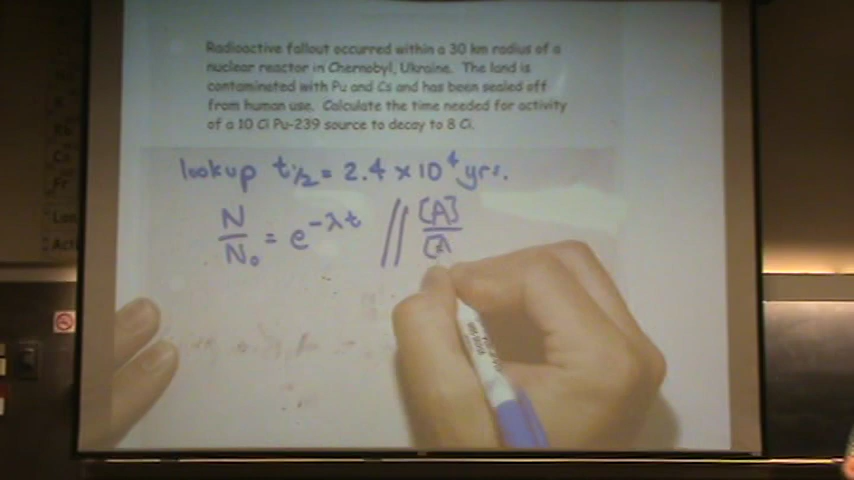 Radioactive fallout occurred within a 30 km radius of a
nuclear reactor in Chernobyl, Ukraine. The land is
contaminated with Pu and Cs and has been sealed off
from human use. Calculate the time needed for activity
of a 10 Ci Pu-239 source to decay to 8 Ci.
lookup t½ = 2.4 × 10⁴ yrs.
N/N₀ = e^(-λt) // [A]/[A